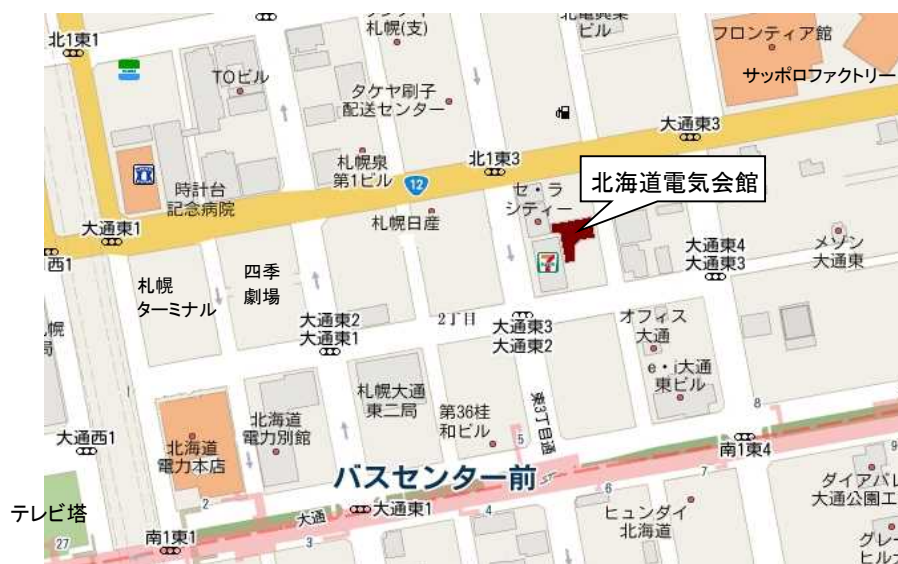 北1東1
札幌(支)
ビル
フロンティア館
サッポロファクトリー
TOビル
タケヤ刷子
配送センター
大通東3
札幌泉
第1ビル
北1東3
12
北海道電気会館
時計台
記念病院
札幌日産
セ・ラ
シティー
大通東1
西1
大通東4
大通東3
メゾン
大通東
札幌
ターミナル
四季
劇場
大通東2
大通東1
2丁目
大通東3
大通東2
オフィス
大通
局
e・i大通
東ビル
札幌大通
東二局
北海道
電力別館
第36桂
和ビル
東3丁目通
8
大通西1
北海道
電力本店
5
南1東4
9
バスセンター前
ST
7
6
ダイアパレ
大通公園エ
テレビ塔
2
大通
大通東1
4
ヒュンダイ
北海道
27
南1東1
3
グレー
ヒル